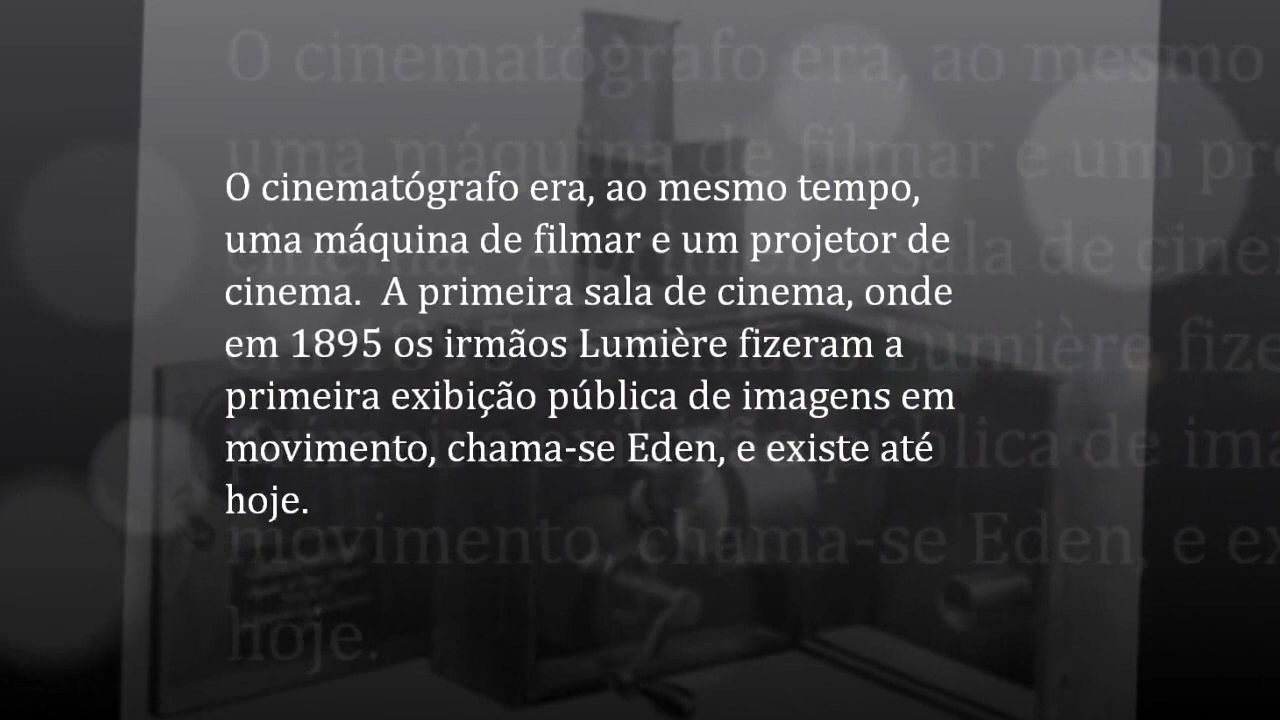 O cinematógrafo era, ao mesmo tempo,
uma máquina de filmar e um projetor de
cinema.  A primeira sala de cinema, onde
em 1895 os irmãos Lumière fizeram a
primeira exibição pública de imagens em
movimento, chama-se Eden, e existe até
hoje.